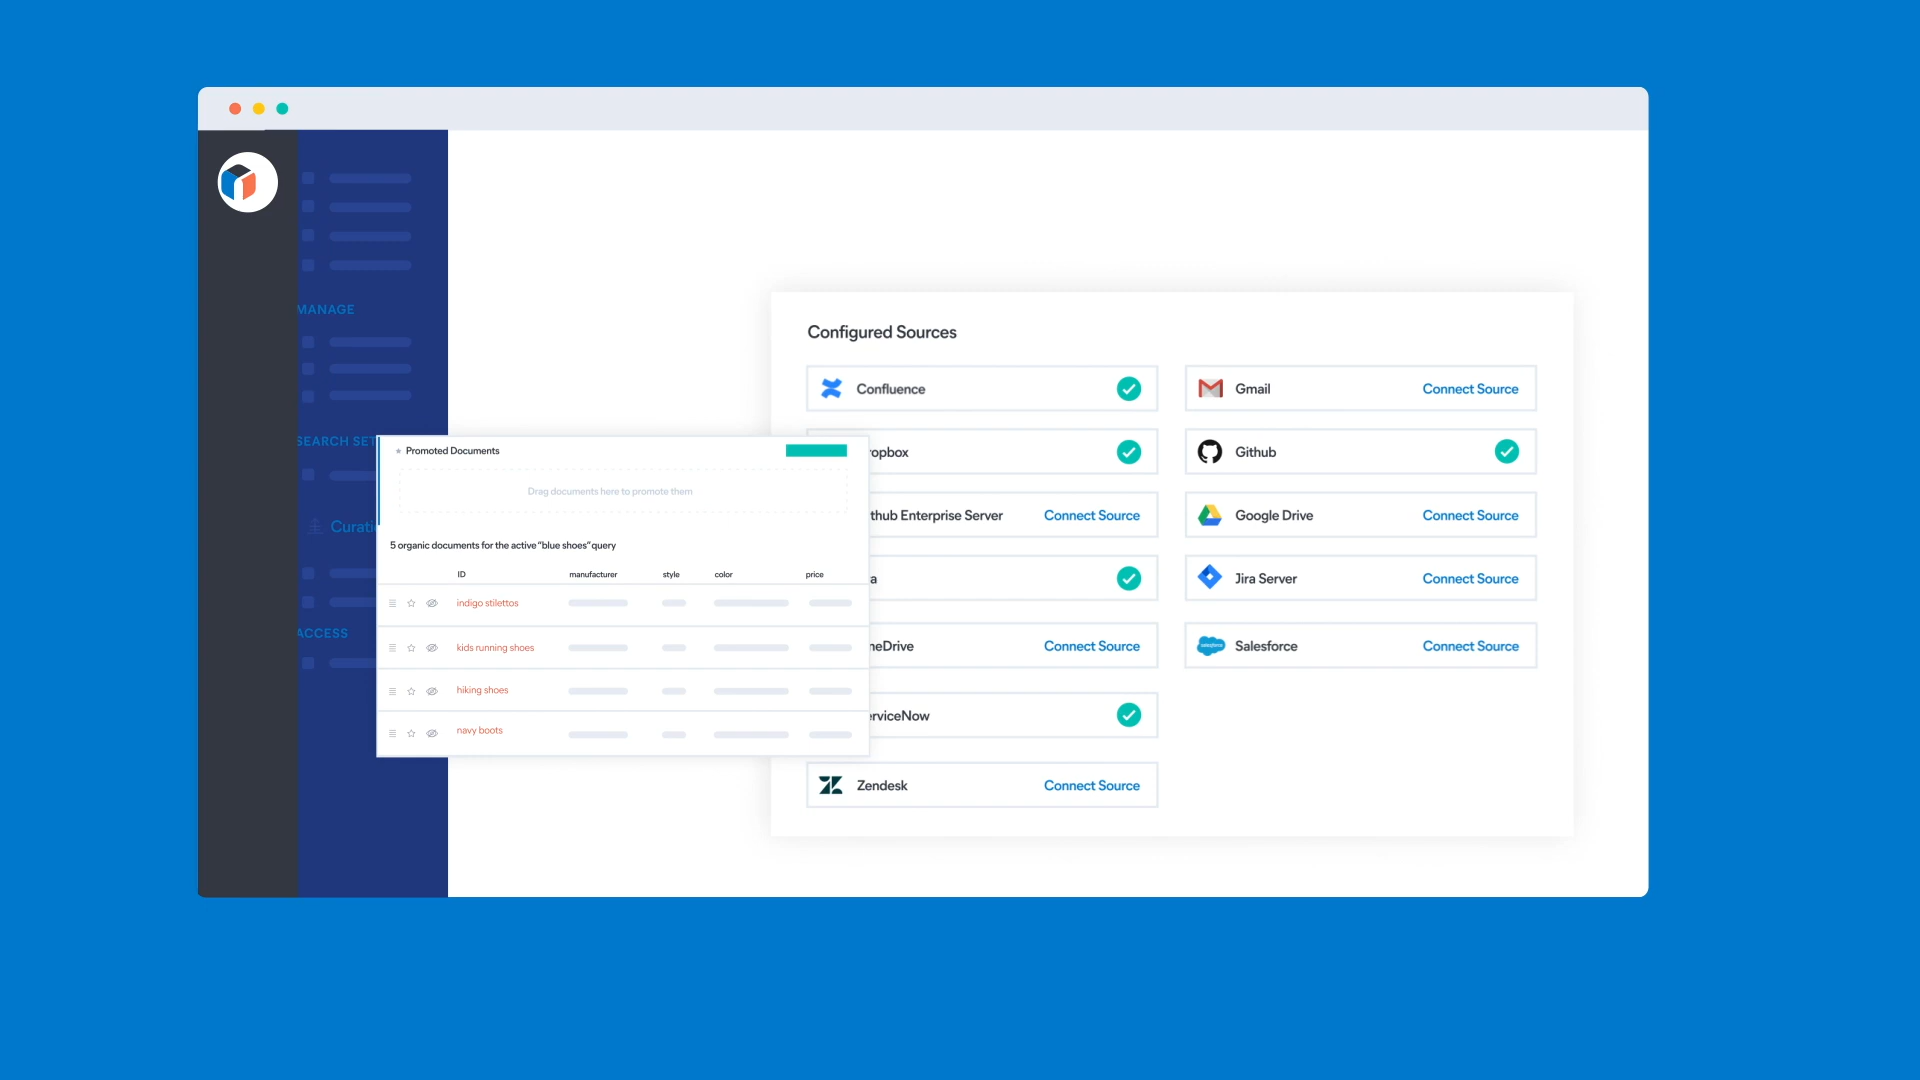 MANAGE
SEARCH SET
Curati
ACCESS
★ Promoted Documents
Drag documents here to promote them
5 organic documents for the active "blue shoes" query
ID manufacturer style color price
indigo stilettos
kids running shoes
hiking shoes
navy boots
Configured Sources
Confluence
Gmail Connect Source
ropbox
Github
thub Enterprise Server Connect Source
Google Drive Connect Source
a
Jira Server Connect Source
neDrive Connect Source
Salesforce Connect Source
erviceNow
Zendesk Connect Source